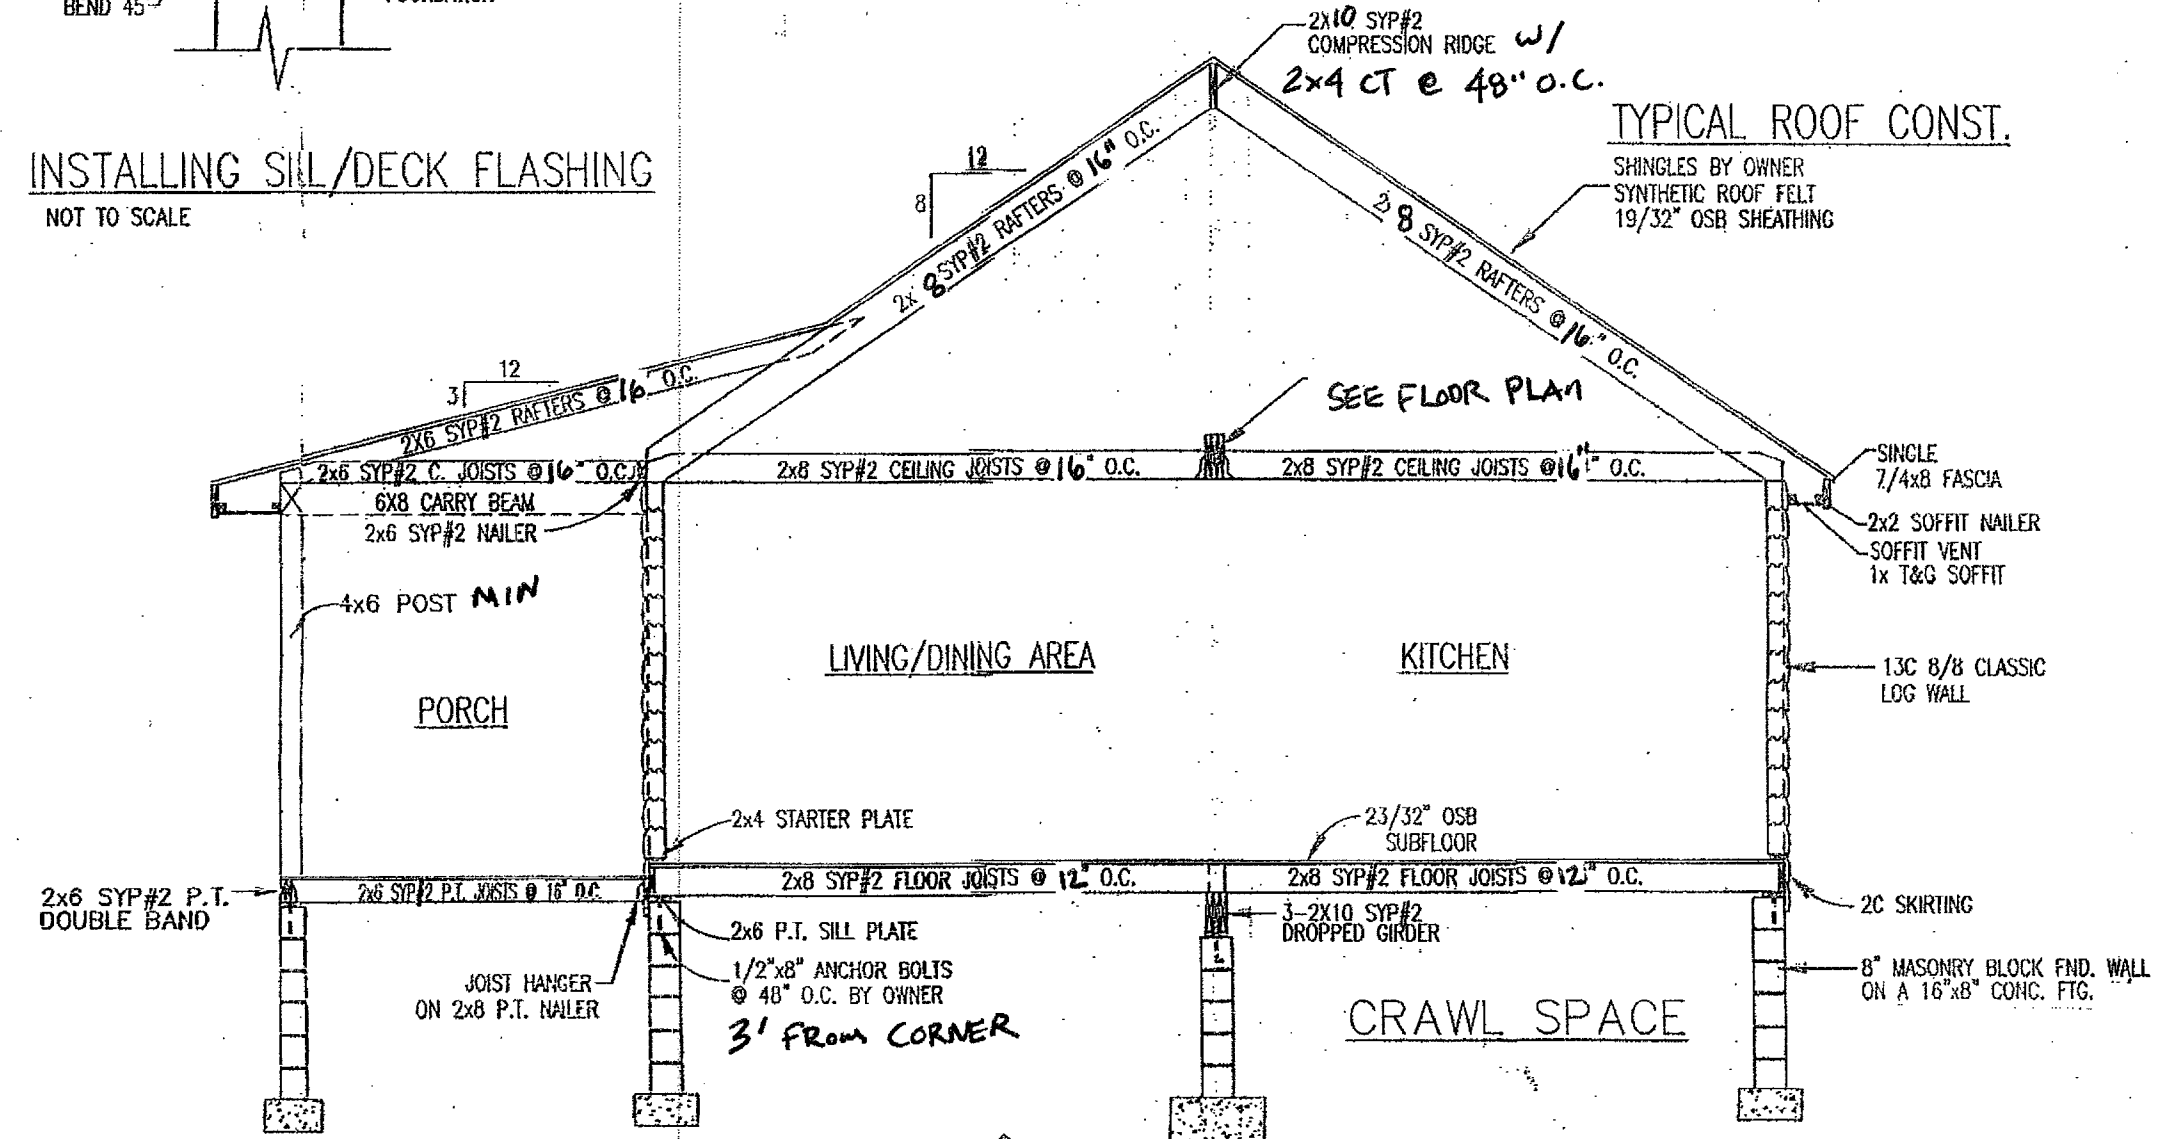 BEND 45°
INSTALLING SILL/DECK FLASHING
NOT TO SCALE
2X10 SYP#2
COMPRESSION RIDGE W/
2x4 CT @ 48" O.C.
TYPICAL ROOF CONST.
SHINGLES BY OWNER
SYNTHETIC ROOF FELT
19/32" OSB SHEATHING
12
8
2x 8 SYP#2 RAFTERS @ 16" O.C.
2x 8 SYP#2 RAFTERS @ 16" O.C.
12
3
2X6 SYP#2 RAFTERS @ 16 O.C.
SEE FLOOR PLAN
2x6 SYP#2 C. JOISTS @ 16" O.C.
2x8 SYP#2 CEILING JOISTS @ 16" O.C.
2x8 SYP#2 CEILING JOISTS @ 16" O.C.
SINGLE
7/4x8 FASCIA
6X8 CARRY BEAM
2x6 SYP#2 NAILER
2x2 SOFFIT NAILER
SOFFIT VENT
1x T&G SOFFIT
4x6 POST MIN
LIVING/DINING AREA
KITCHEN
13C 8/8 CLASSIC
LOG WALL
PORCH
2x4 STARTER PLATE
23/32" OSB
SUBFLOOR
2x6 SYP#2 P.T.
DOUBLE BAND
2x6 SYP#2 P.T. JOISTS @ 16" O.C.
2x8 SYP#2 FLOOR JOISTS @ 12" O.C.
2x8 SYP#2 FLOOR JOISTS @ 12" O.C.
2C SKIRTING
2x6 P.T. SILL PLATE
3-2X10 SYP#2
DROPPED GIRDER
JOIST HANGER
ON 2x8 P.T. NAILER
1/2"x8" ANCHOR BOLTS
@ 48" O.C. BY OWNER
3' FROM CORNER
8" MASONRY BLOCK FND. WALL
ON A 16"x8" CONC. FTG.
CRAWL SPACE